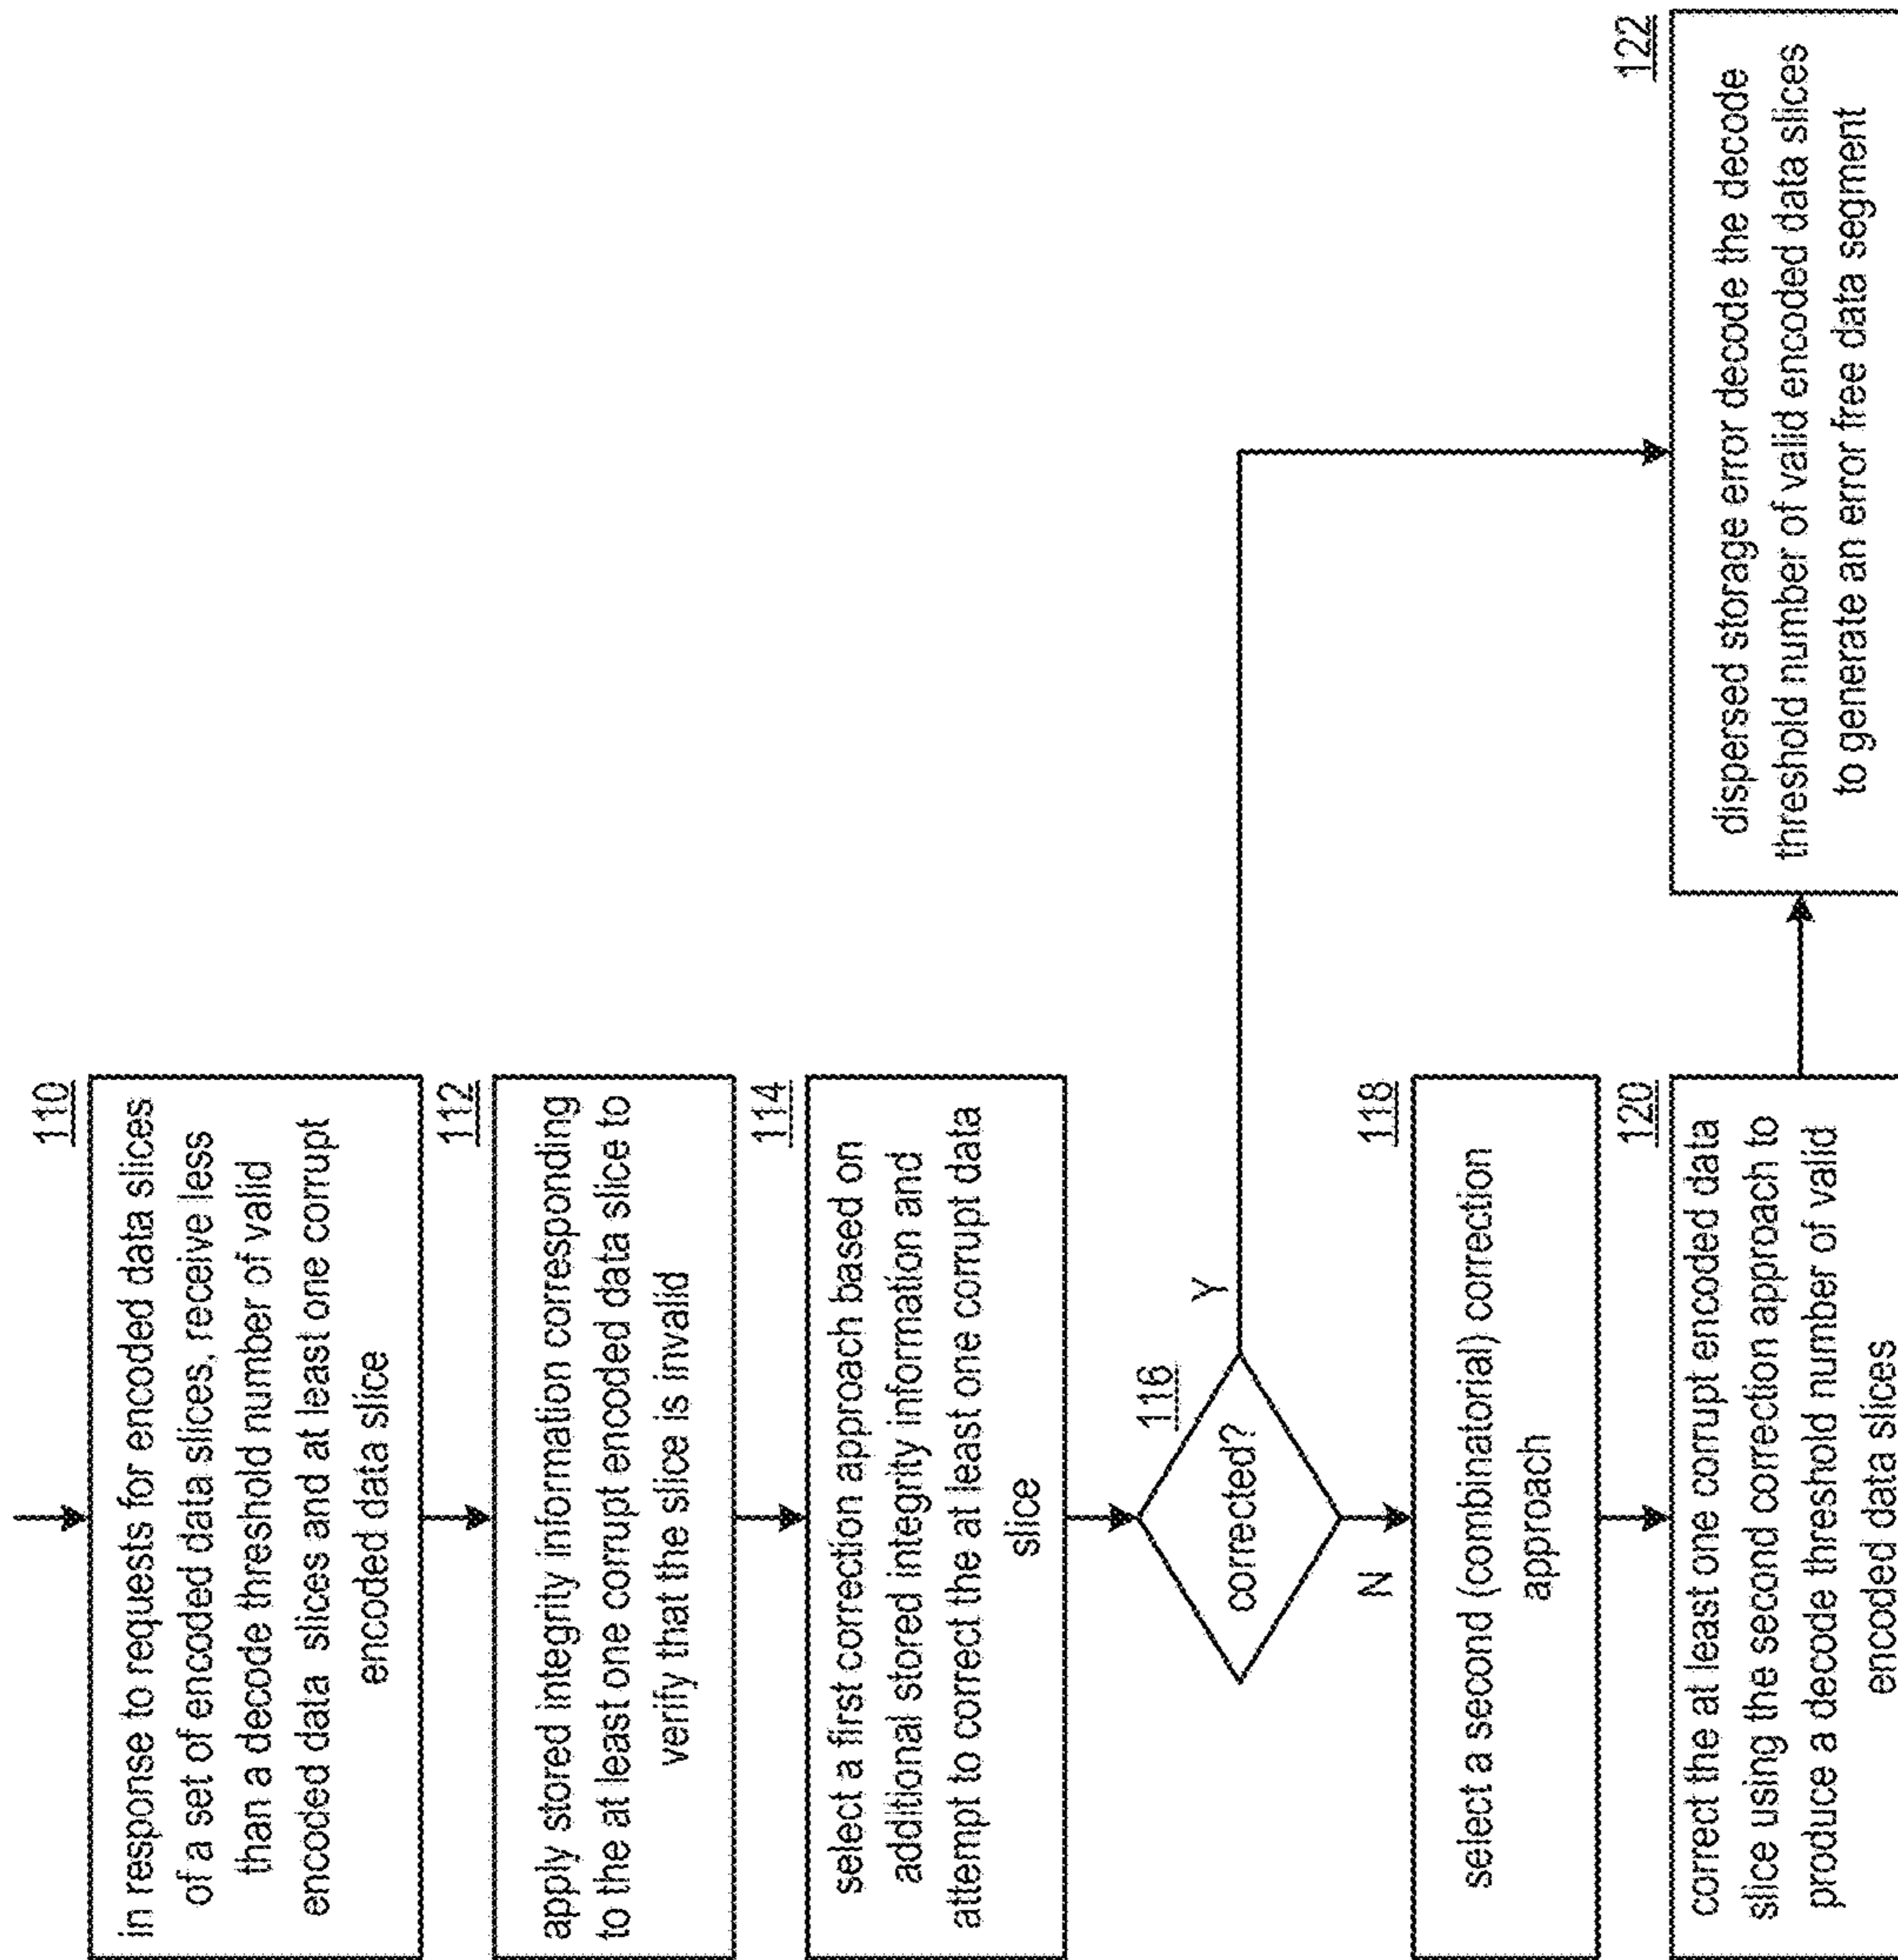 110
in response to requests for encoded data slices
of a set of encoded data slices, receive less
than a decode threshold number of valid
encoded data slices and at least one corrupt
encoded data slice
112
apply stored integrity information corresponding
to the at least one corrupt encoded data slice to
verify that the slice is invalid
114
select a first correction approach based on
additional stored integrity information and
attempt to correct the at least one corrupt data
slice
116
corrected?
Y
N
118
select a second (combinatorial) correction
approach
120
correct the at least one corrupt encoded data
slice using the second correction approach to
produce a decode threshold number of valid
encoded data slices
122
dispersed storage error decode the decode
threshold number of valid encoded data slices
to generate an error free data segment